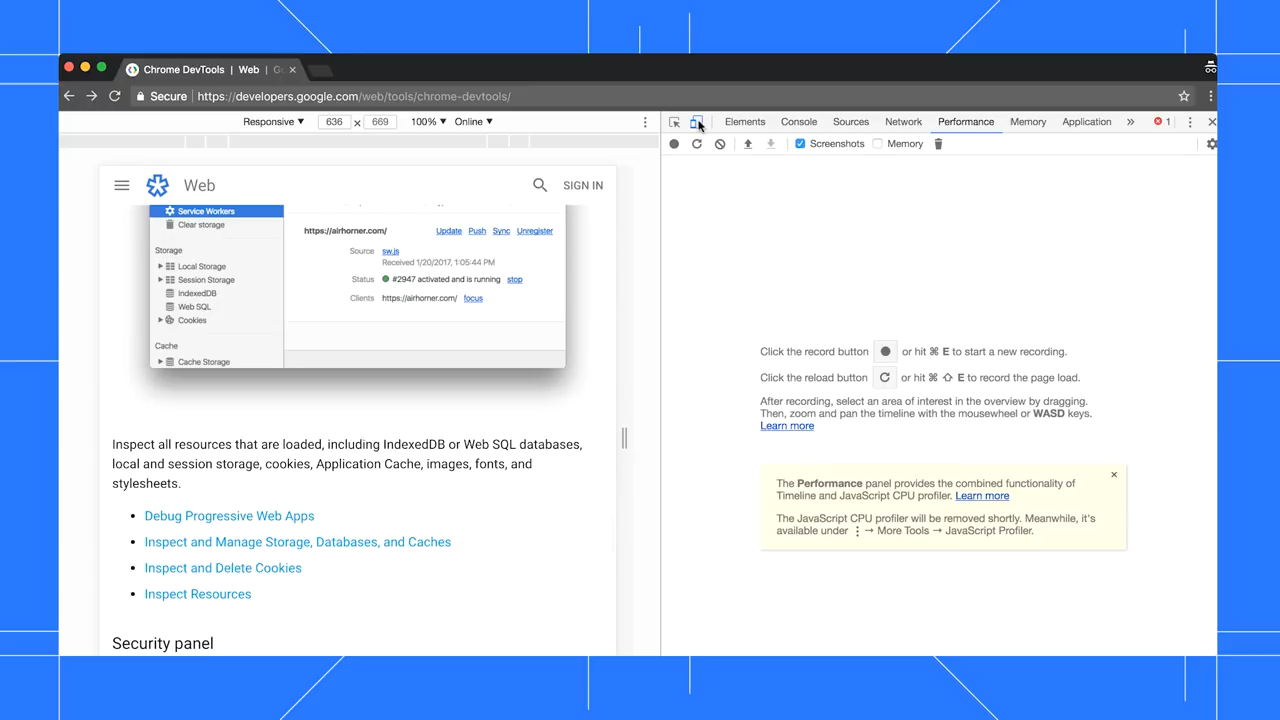 Chrome DevTools | Web | G
Secure https://developers.google.com/web/tools/chrome-devtools/
Responsive ▼ 636 x 669 100% ▼ Online ▼
Elements Console Sources Network Performance Memory Application » 1
Screenshots Memory
Web SIGN IN
Service Workers
Clear storage
Storage
Local Storage
Session Storage
IndexedDB
Web SQL
Cookies
Cache
Cache Storage
https://airhorner.com/ Update Push Sync Unregister
Source sw.js
Received 1/20/2017, 1:05:44 PM
Status #2947 activated and is running stop
Clients https://airhorner.com/ focus
Inspect all resources that are loaded, including IndexedDB or Web SQL databases,
local and session storage, cookies, Application Cache, images, fonts, and
stylesheets.
• Debug Progressive Web Apps
• Inspect and Manage Storage, Databases, and Caches
• Inspect and Delete Cookies
• Inspect Resources
Security panel
Click the record button or hit ⌘ E to start a new recording.
Click the reload button or hit ⌘ ⇧ E to record the page load.
After recording, select an area of interest in the overview by dragging.
Then, zoom and pan the timeline with the mousewheel or WASD keys.
Learn more
The Performance panel provides the combined functionality of
Timeline and JavaScript CPU profiler. Learn more
The JavaScript CPU profiler will be removed shortly. Meanwhile, it's
available under ⋮ → More Tools → JavaScript Profiler.